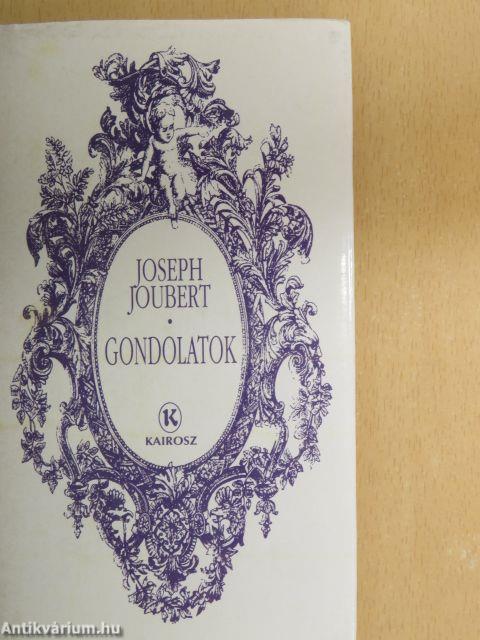 JOSEPH
JOUBERT
•
GONDOLATOK
K
KAIROSZ
Antikvárium.hu